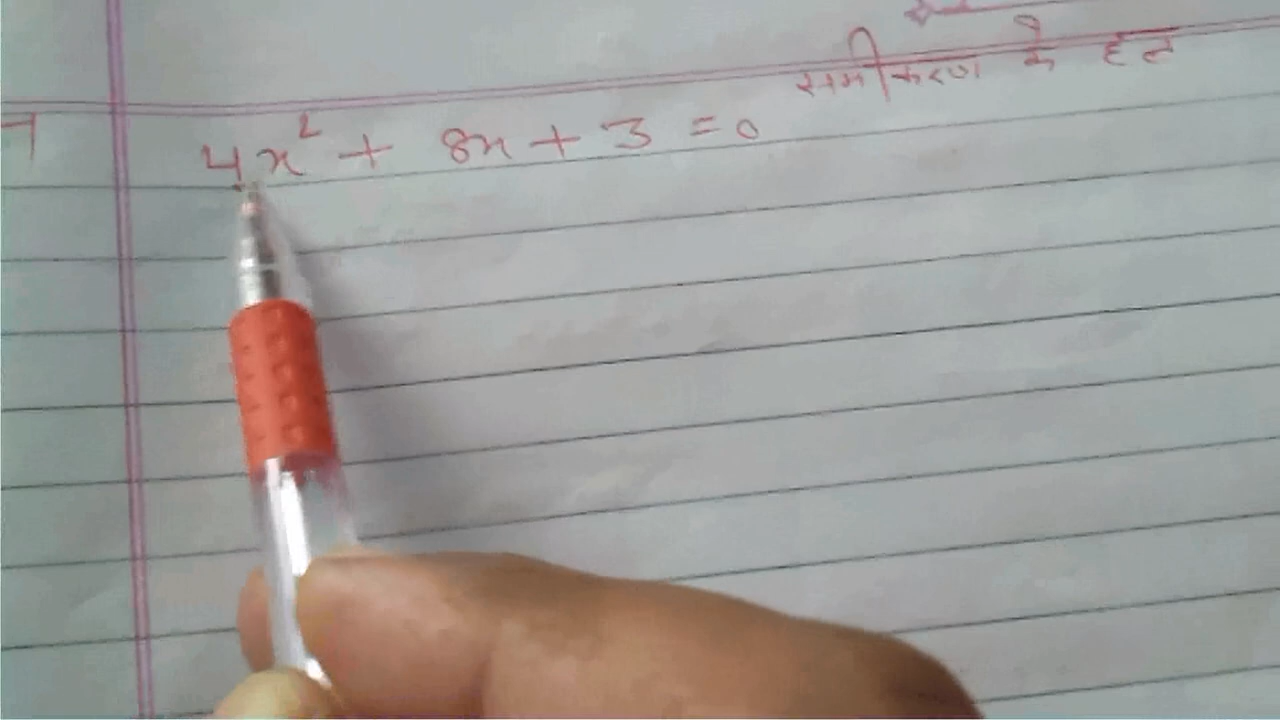 समीकरण के हल
4x² + 8x + 3 = 0